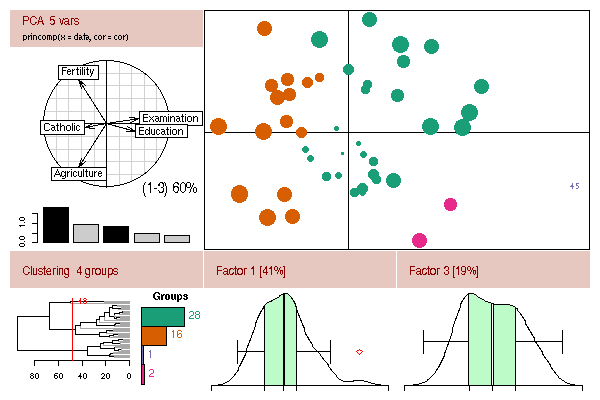 PCA 5 vars
princomp(x = data, cor = cor)
Fertility
Catholic
Examination
Education
Agriculture
(1-3) 60%
0.0 1.0
45
Clustering 4 groups
Factor 1 [41%]
Factor 3 [19%]
48
Groups
28
16
1
2
80 60 40 20 0